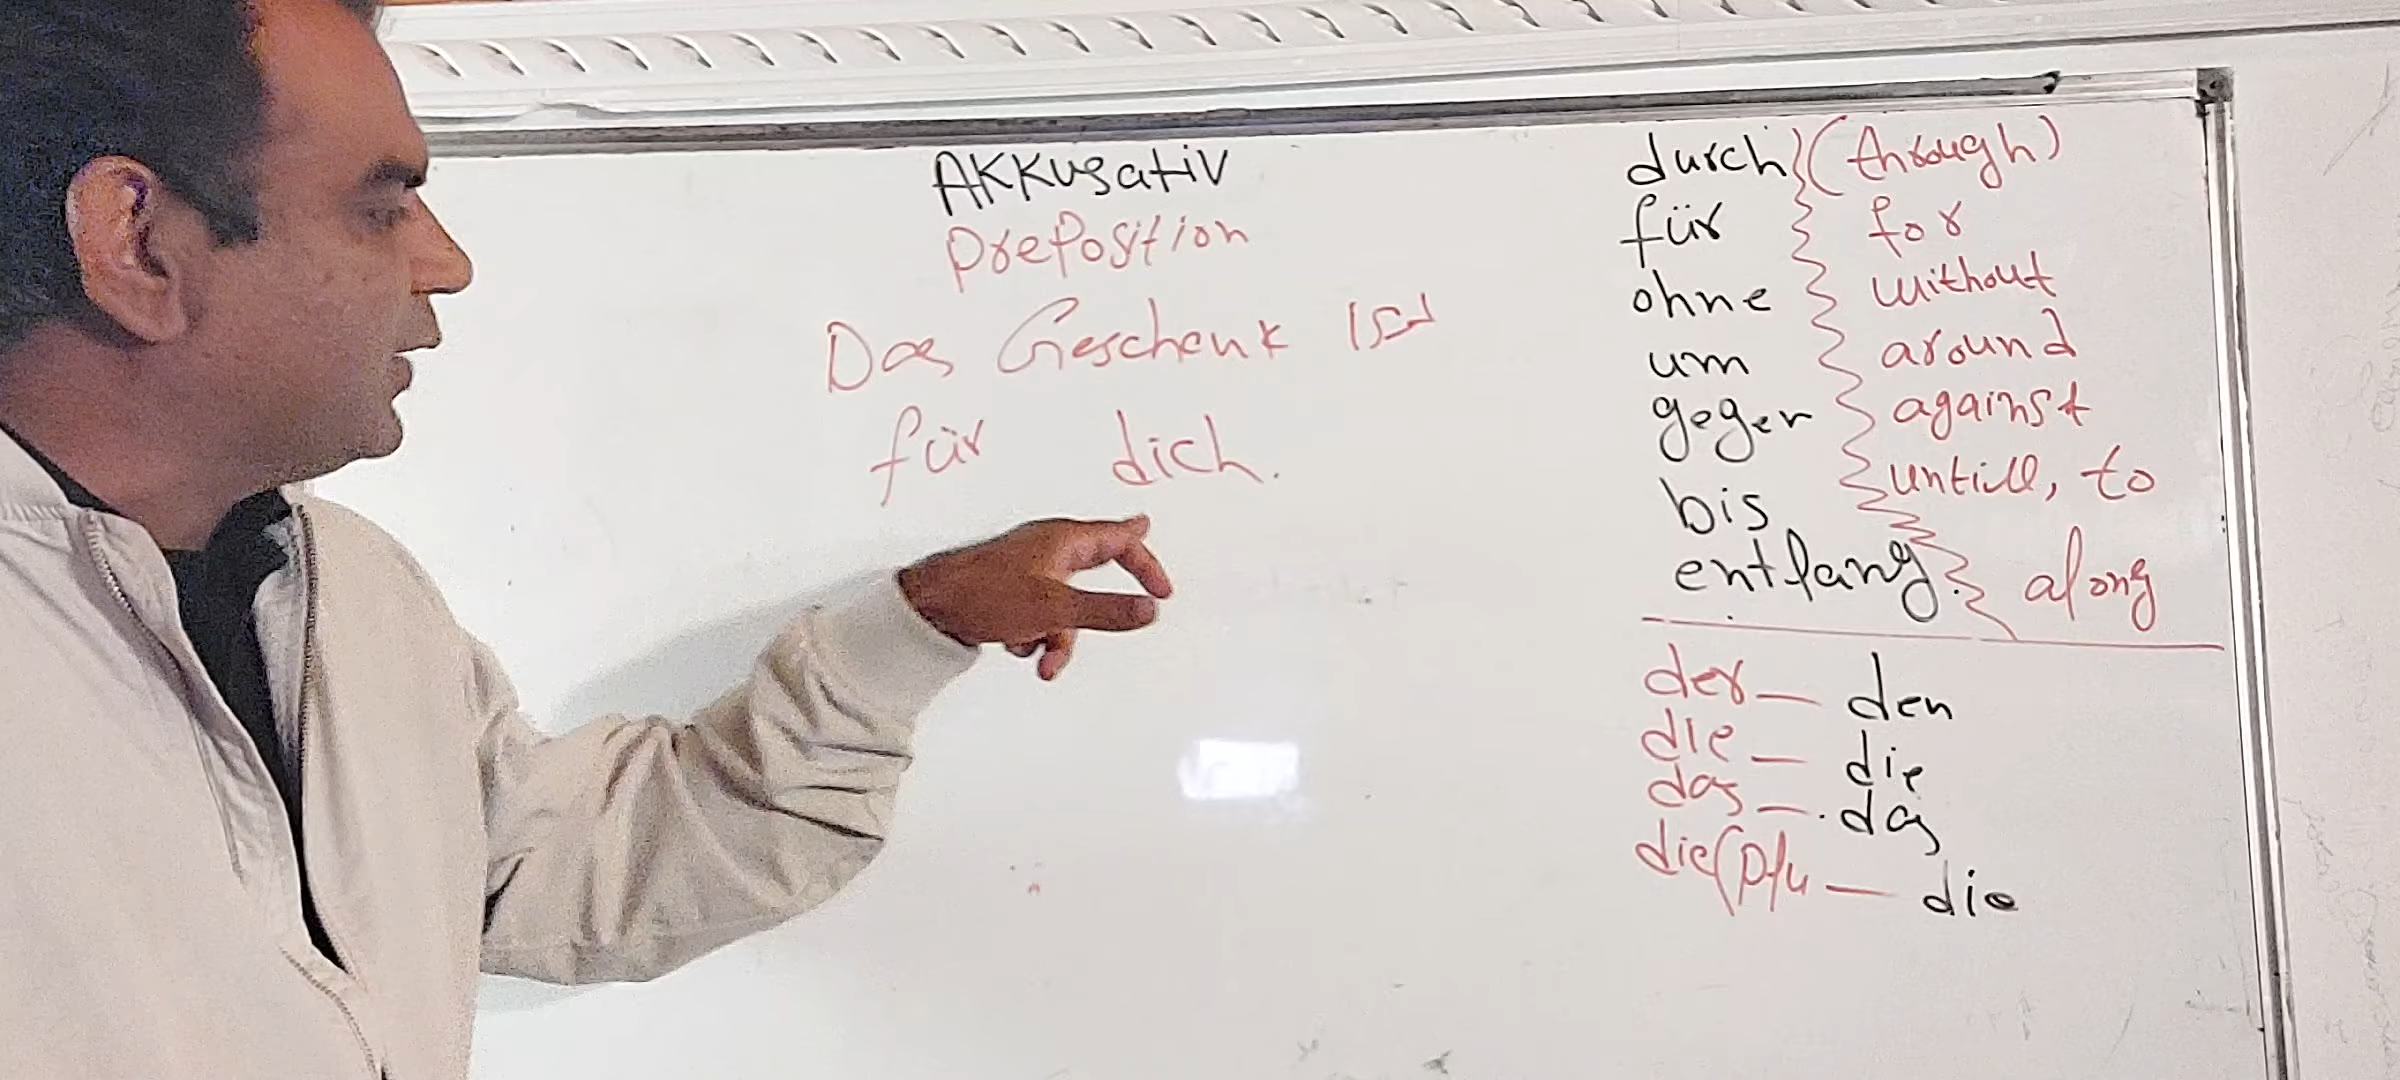 AKKusativ
Preposition
Das Geschenk ist
für dich.
durch (through)
für for
ohne without
um around
gegen against
bis untill, to
entlang. along
der — den
die — die
das — das
die (Plu — die